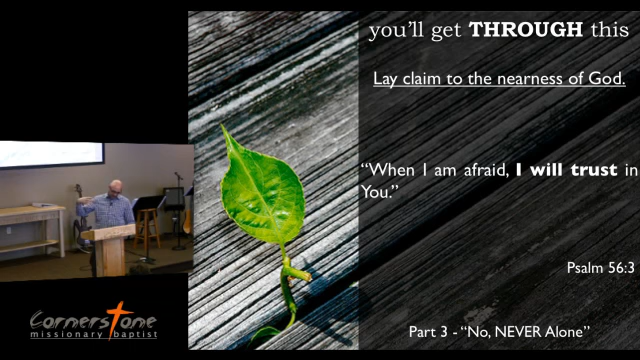 you'll get THROUGH this
Lay claim to the nearness of God.
“When I am afraid, I will trust in
You.”
Psalm 56:3
Part 3 - “No, NEVER Alone”
Cornerstone
missionary baptist